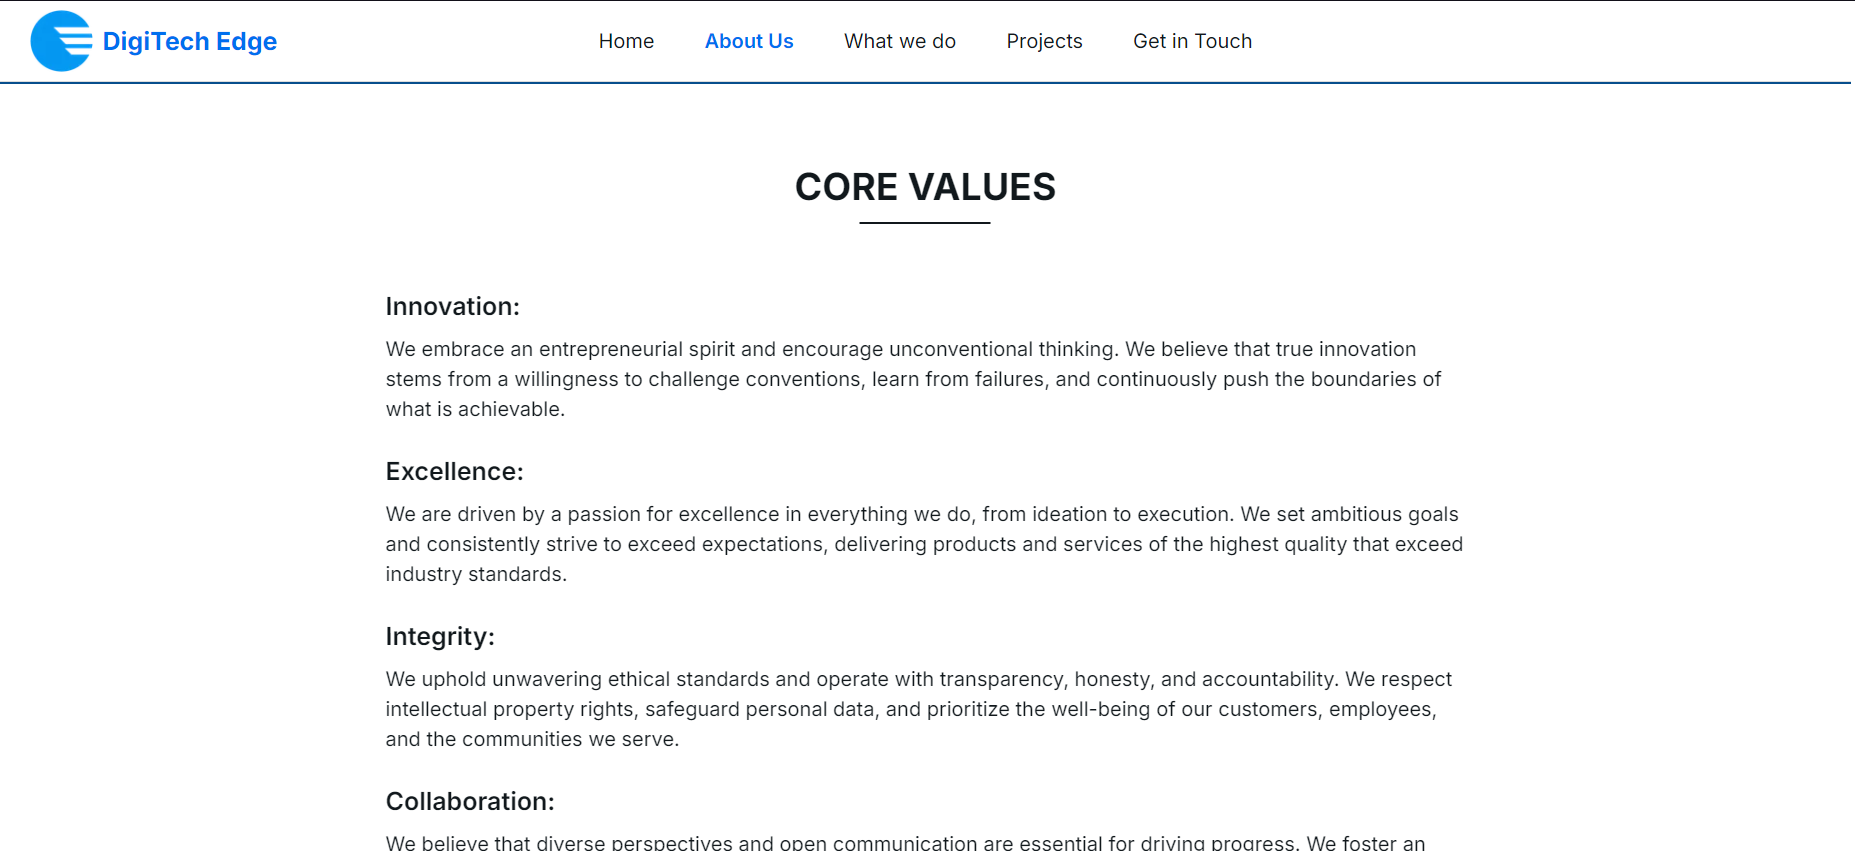 DigiTech Edge
Home About Us What we do Projects Get in Touch
CORE VALUES
Innovation:
We embrace an entrepreneurial spirit and encourage unconventional thinking. We believe that true innovation
stems from a willingness to challenge conventions, learn from failures, and continuously push the boundaries of
what is achievable.
Excellence:
We are driven by a passion for excellence in everything we do, from ideation to execution. We set ambitious goals
and consistently strive to exceed expectations, delivering products and services of the highest quality that exceed
industry standards.
Integrity:
We uphold unwavering ethical standards and operate with transparency, honesty, and accountability. We respect
intellectual property rights, safeguard personal data, and prioritize the well-being of our customers, employees,
and the communities we serve.
Collaboration:
We believe that diverse perspectives and open communication are essential for driving progress. We foster an